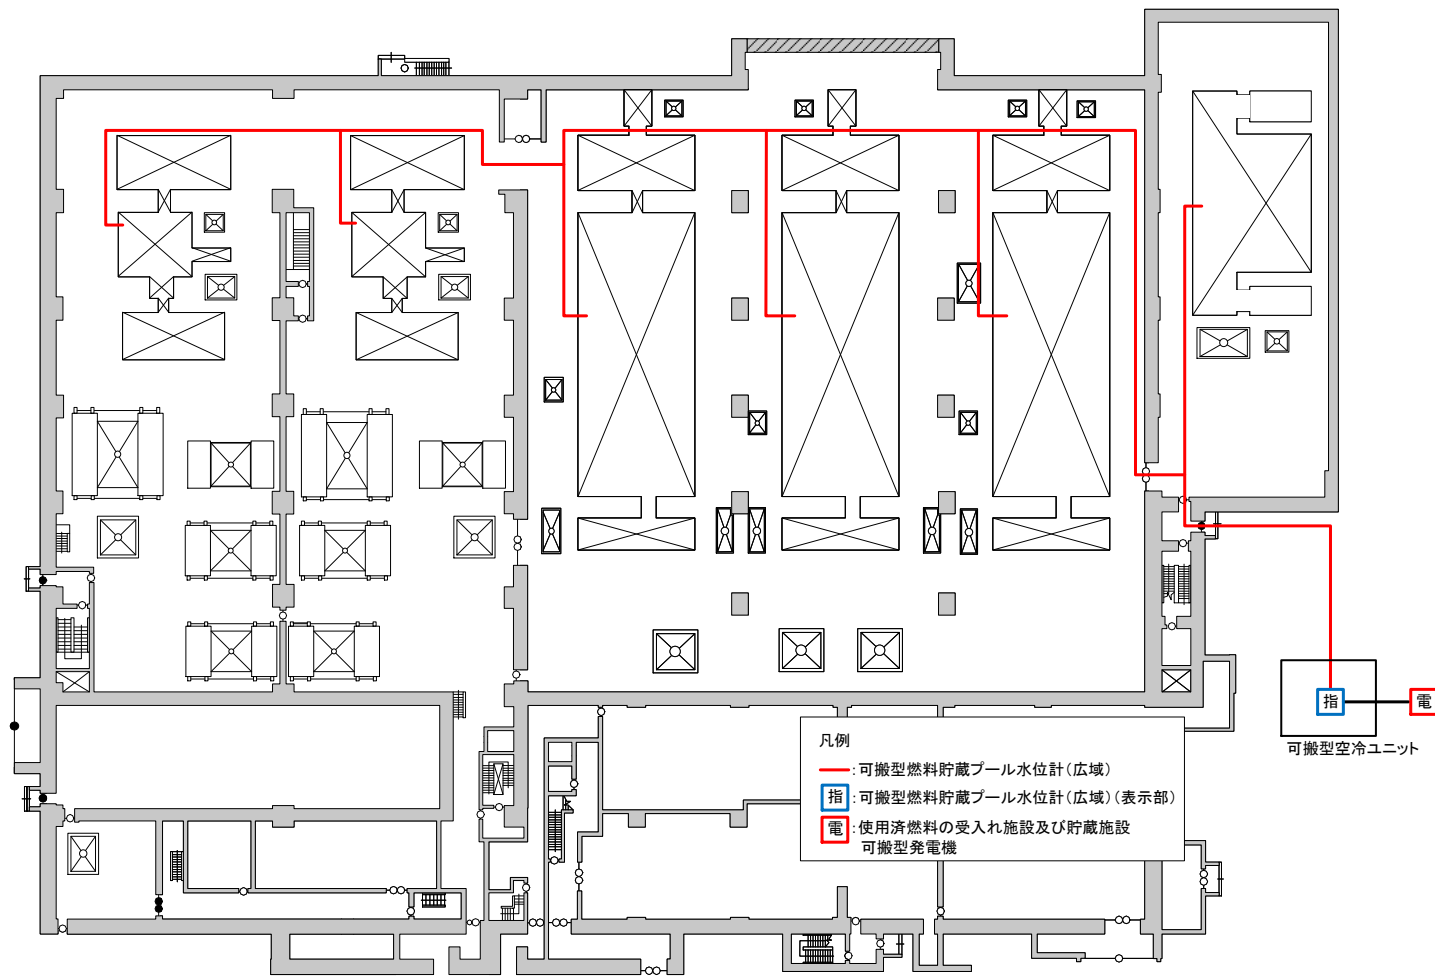 指
電
可搬型空冷ユニット
凡例
:可搬型燃料貯蔵プール水位計(広域)
指:可搬型燃料貯蔵プール水位計(広域)(表示部)
電:使用済燃料の受入れ施設及び貯蔵施設
可搬型発電機